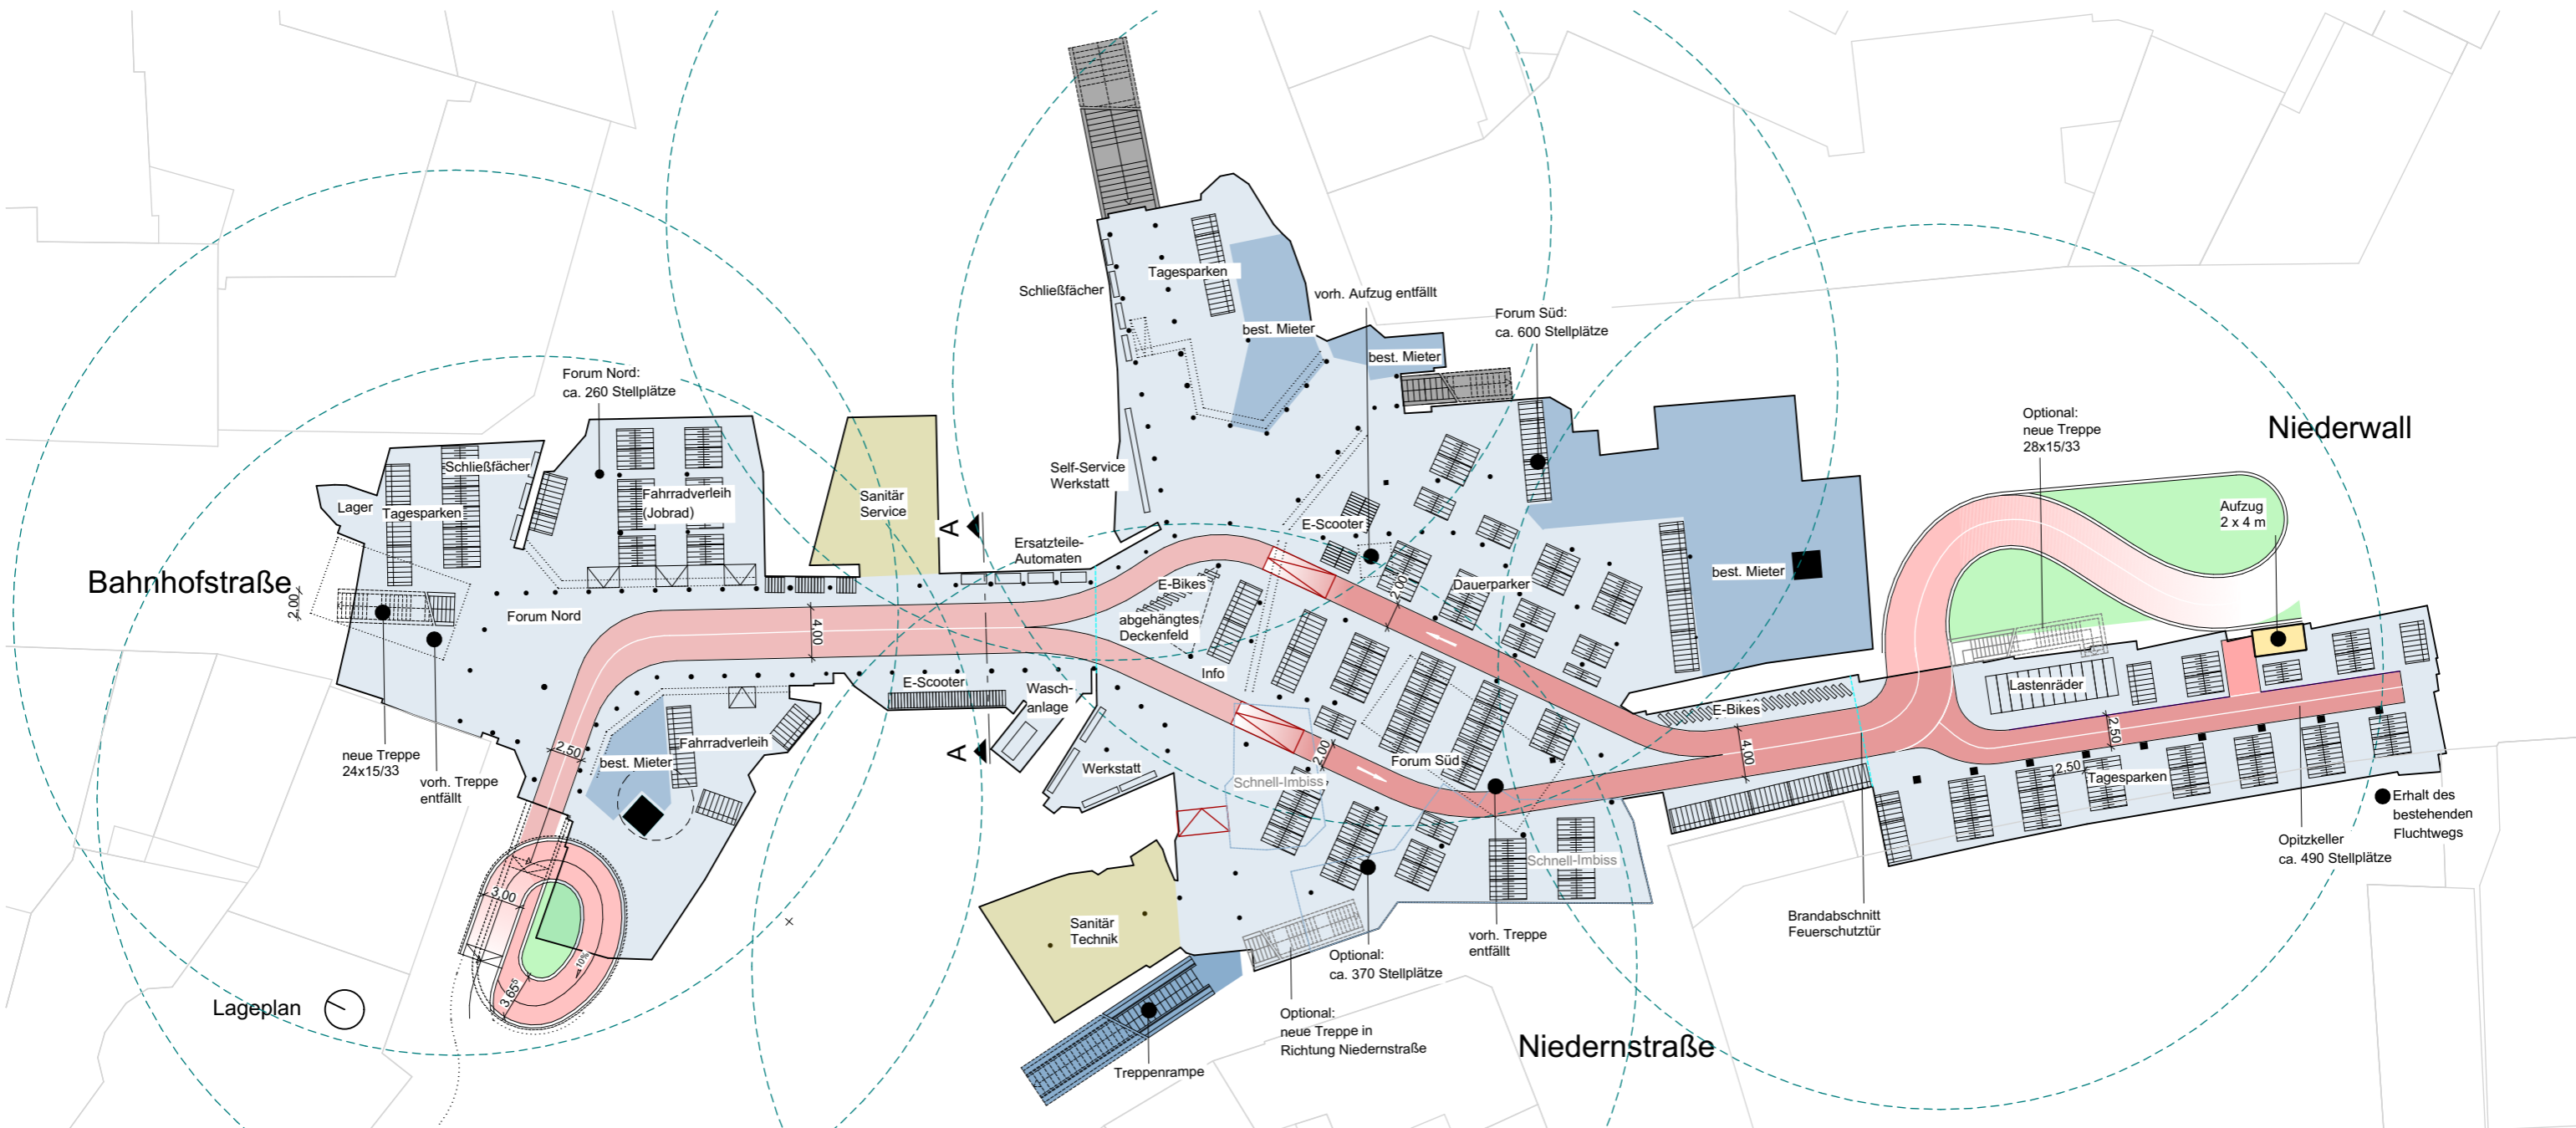 Bahnhofstraße
2.00
Lager
Tagesparken
Schließfächer
Forum Nord:
ca. 260 Stellplätze
Fahrradverleih
(Jobrad)
Forum Nord
neue Treppe
24x15/33
vorh. Treppe
entfällt
2.50
best. Mieter
Fahrradverleih
3.00
3.65⁵
10%
Lageplan
4.00
Sanitär
Service
A
A
E-Scooter
Wasch-
anlage
Ersatzteile-
Automaten
Self-Service
Werkstatt
Schließfächer
Tagesparken
best. Mieter
best. Mieter
vorh. Aufzug entfällt
Forum Süd:
ca. 600 Stellplätze
E-Scooter
E-Bikes
abgehängtes
Deckenfeld
Info
Werkstatt
Schnell-Imbiss
2.00
2.00
Dauerparker
Forum Süd
Schnell-Imbiss
best. Mieter
Sanitär
Technik
Treppenrampe
Optional:
neue Treppe in
Richtung Niedernstraße
Optional:
ca. 370 Stellplätze
vorh. Treppe
entfällt
Niedernstraße
E-Bikes
4.00
Brandabschnitt
Feuerschutztür
Optional:
neue Treppe
28x15/33
Niederwall
Aufzug
2 x 4 m
Lastenräder
2.50
2.50
Tagesparken
Erhalt des
bestehenden
Fluchtwegs
Opitzkeller
ca. 490 Stellplätze